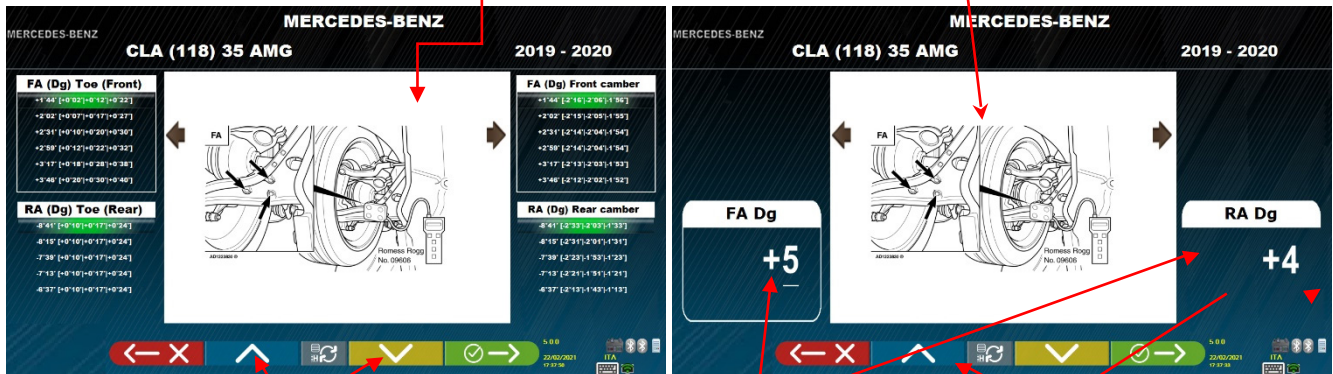 MERCEDES-BENZ
MERCEDES-BENZ
CLA (118) 35 AMG
2019 - 2020
FA (Dg) Toe (Front)
+1°44' [+0°02'|+0°12'|+0°22']
+2°02' [+0°07'|+0°17'|+0°27']
+2°31' [+0°10'|+0°20'|+0°30']
+2°59' [+0°12'|+0°22'|+0°32']
+3°17' [+0°18'|+0°28'|+0°38']
+3°46' [+0°20'|+0°30'|+0°40']
RA (Dg) Toe (Rear)
-8°41' [+0°10'|+0°17'|+0°24']
-8°15' [+0°10'|+0°17'|+0°24']
-7°39' [+0°10'|+0°17'|+0°24']
-7°13' [+0°10'|+0°17'|+0°24']
-6°37' [+0°10'|+0°17'|+0°24']
FA
Romess Rogg
No. 09606
FA (Dg) Front camber
+1°44' [-2°16'|-2°06'|-1°56']
+2°02' [-2°15'|-2°05'|-1°55']
+2°31' [-2°14'|-2°04'|-1°54']
+2°59' [-2°14'|-2°04'|-1°54']
+3°17' [-2°13'|-2°03'|-1°53']
+3°46' [-2°12'|-2°02'|-1°52']
RA (Dg) Rear camber
-8°41' [-2°33'|-2°03'|-1°33']
-8°15' [-2°31'|-2°01'|-1°31']
-7°39' [-2°23'|-1°53'|-1°23']
-7°13' [-2°21'|-1°51'|-1°21']
-6°37' [-2°13'|-1°43'|-1°13']
5.0.0
22/02/2021
17:37:58
ITA
MERCEDES-BENZ
MERCEDES-BENZ
CLA (118) 35 AMG
2019 - 2020
FA
Romess Rogg
No. 09606
FA Dg
+5
RA Dg
+4
5.0.0
22/02/2021
ITA